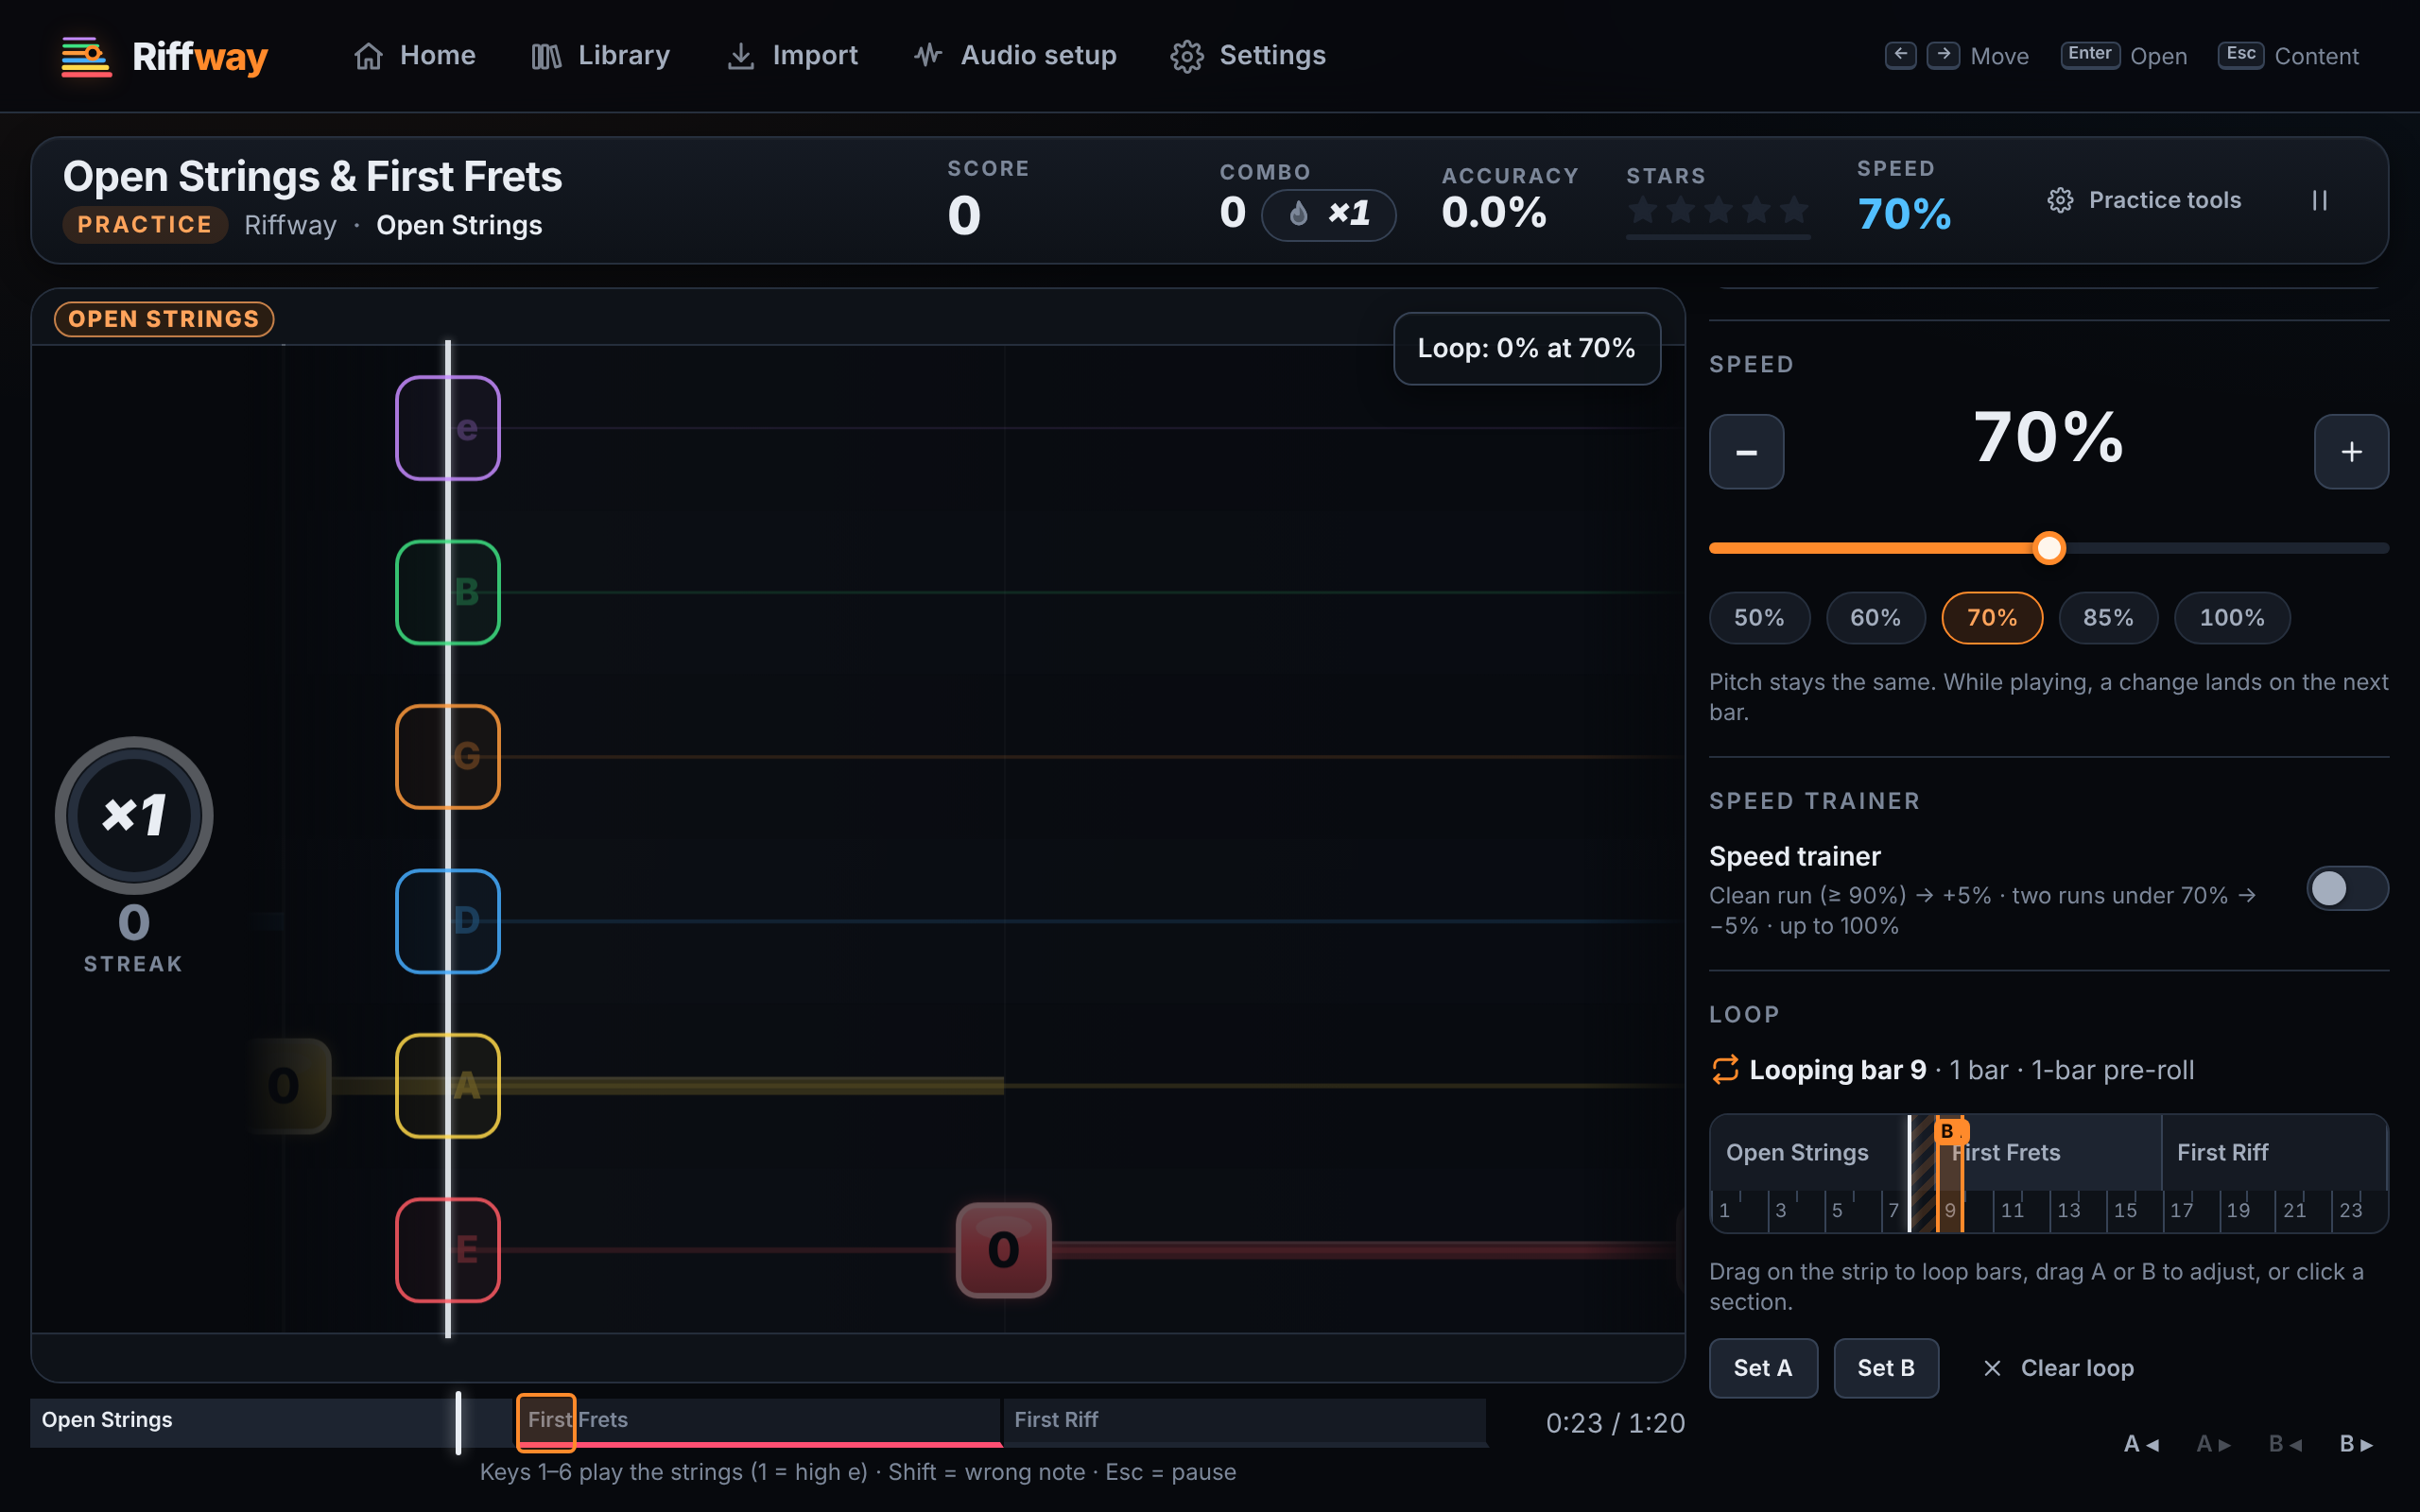 Riffway
Home
Library
Import
Audio setup
Settings
← → Move
Enter Open
Esc Content
Open Strings & First Frets
PRACTICE Riffway · Open Strings
SCORE
0
COMBO
0 ×1
ACCURACY
0.0%
STARS
SPEED
70%
Practice tools
OPEN STRINGS
Loop: 0% at 70%
e
B
G
D
A
E
×1
0
STREAK
0
0
SPEED
−
70%
+
50%
60%
70%
85%
100%
Pitch stays the same. While playing, a change lands on the next
bar.
SPEED TRAINER
Speed trainer
Clean run (≥ 90%) → +5% · two runs under 70% →
−5% · up to 100%
LOOP
Looping bar 9 · 1 bar · 1-bar pre-roll
B
Open Strings
First Frets
First Riff
1 3 5 7 9 11 13 15 17 19 21 23
Drag on the strip to loop bars, drag A or B to adjust, or click a
section.
Set A
Set B
Clear loop
A ◂ A ▸ B ◂ B ▸
Open Strings
First Frets
First Riff
0:23 / 1:20
Keys 1–6 play the strings (1 = high e) · Shift = wrong note · Esc = pause